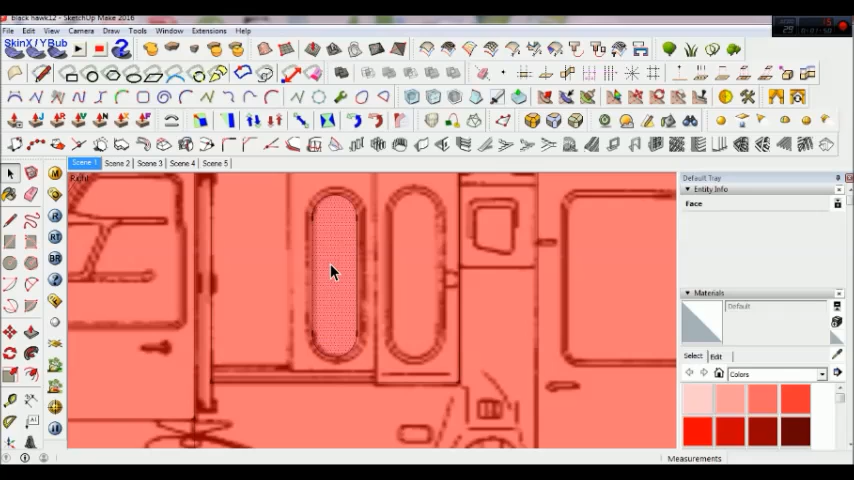 Black hawk12 - SketchUp Make 2016
File Edit View Camera Draw Tools Window Extensions Help
SkinX / YBub
Scene 1 Scene 2 Scene 3 Scene 4 Scene 5
Right
Default Tray
Entity Info
Face
Materials
Default
Select Edit
Colors
Measurements